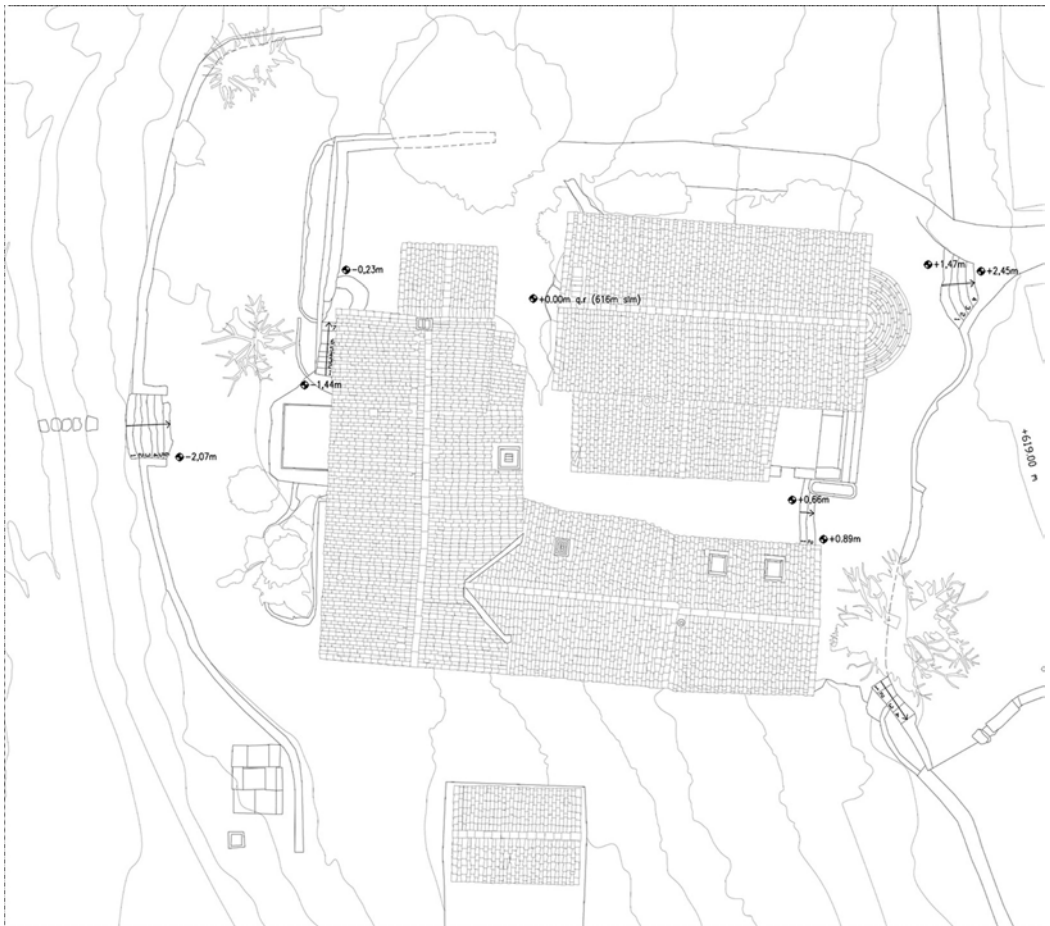 +1,47m
+2,45m
-0,23m
+0.00m q.r (616m slm)
-1,44m
-2,07m
+619.00 m
+0,66m
+0.89m